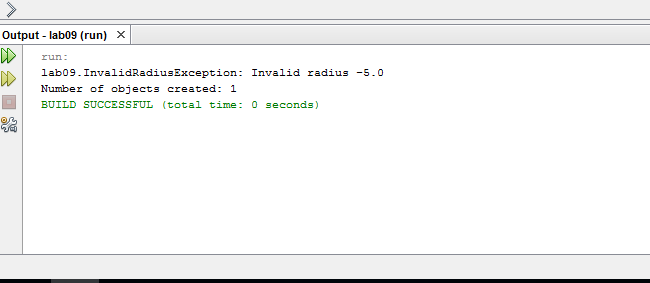 Output - lab09 (run)
run:
lab09.InvalidRadiusException: Invalid radius -5.0
Number of objects created: 1
BUILD SUCCESSFUL (total time: 0 seconds)